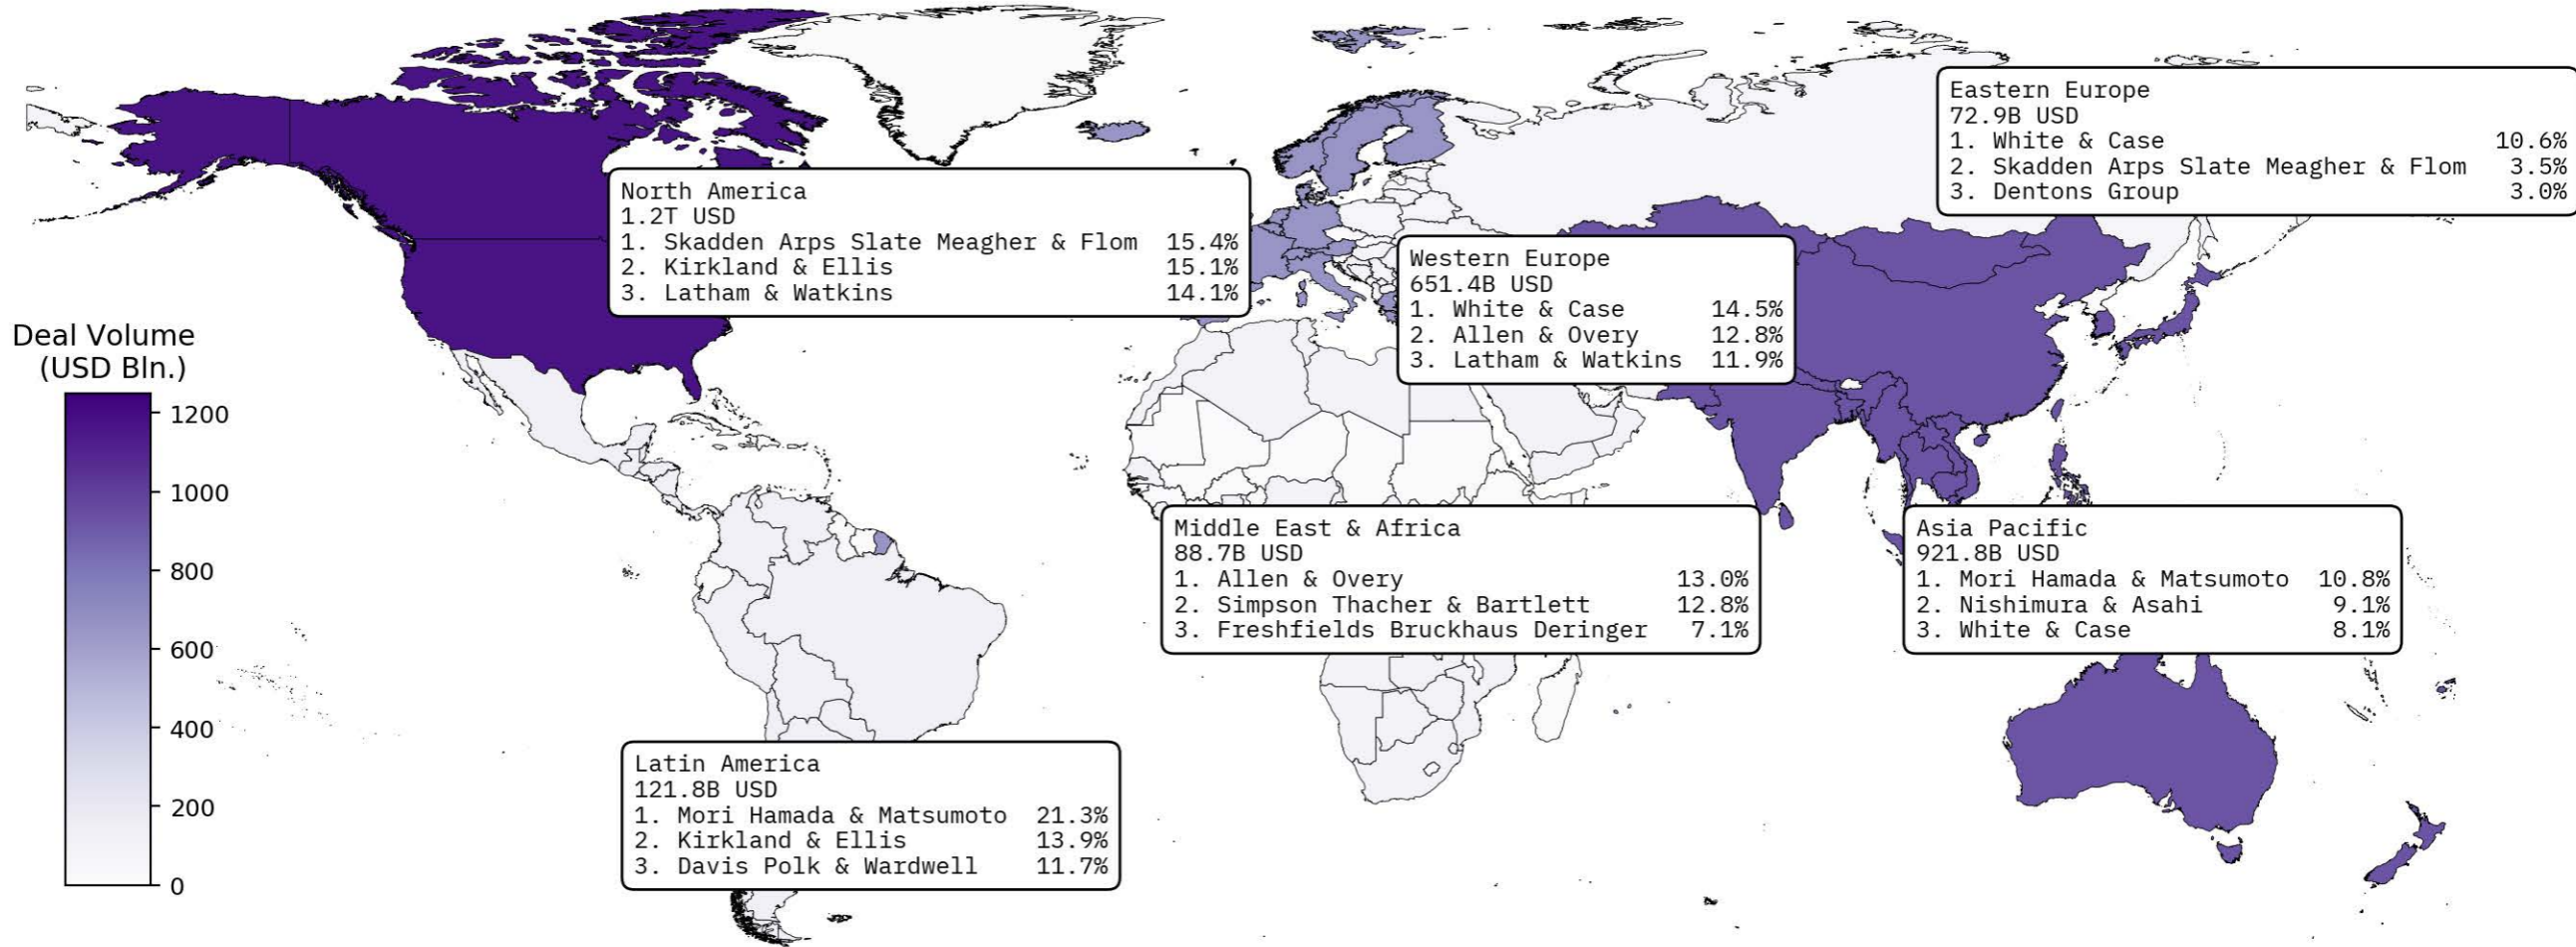 Eastern Europe
72.9B USD
1. White & Case 10.6%
2. Skadden Arps Slate Meagher & Flom 3.5%
3. Dentons Group 3.0%
North America
1.2T USD
1. Skadden Arps Slate Meagher & Flom 15.4%
2. Kirkland & Ellis 15.1%
3. Latham & Watkins 14.1%
Western Europe
651.4B USD
1. White & Case 14.5%
2. Allen & Overy 12.8%
3. Latham & Watkins 11.9%
Deal Volume
(USD Bln.)
1200
1000
800
600
400
200
0
Middle East & Africa
88.7B USD
1. Allen & Overy 13.0%
2. Simpson Thacher & Bartlett 12.8%
3. Freshfields Bruckhaus Deringer 7.1%
Asia Pacific
921.8B USD
1. Mori Hamada & Matsumoto 10.8%
2. Nishimura & Asahi 9.1%
3. White & Case 8.1%
Latin America
121.8B USD
1. Mori Hamada & Matsumoto 21.3%
2. Kirkland & Ellis 13.9%
3. Davis Polk & Wardwell 11.7%